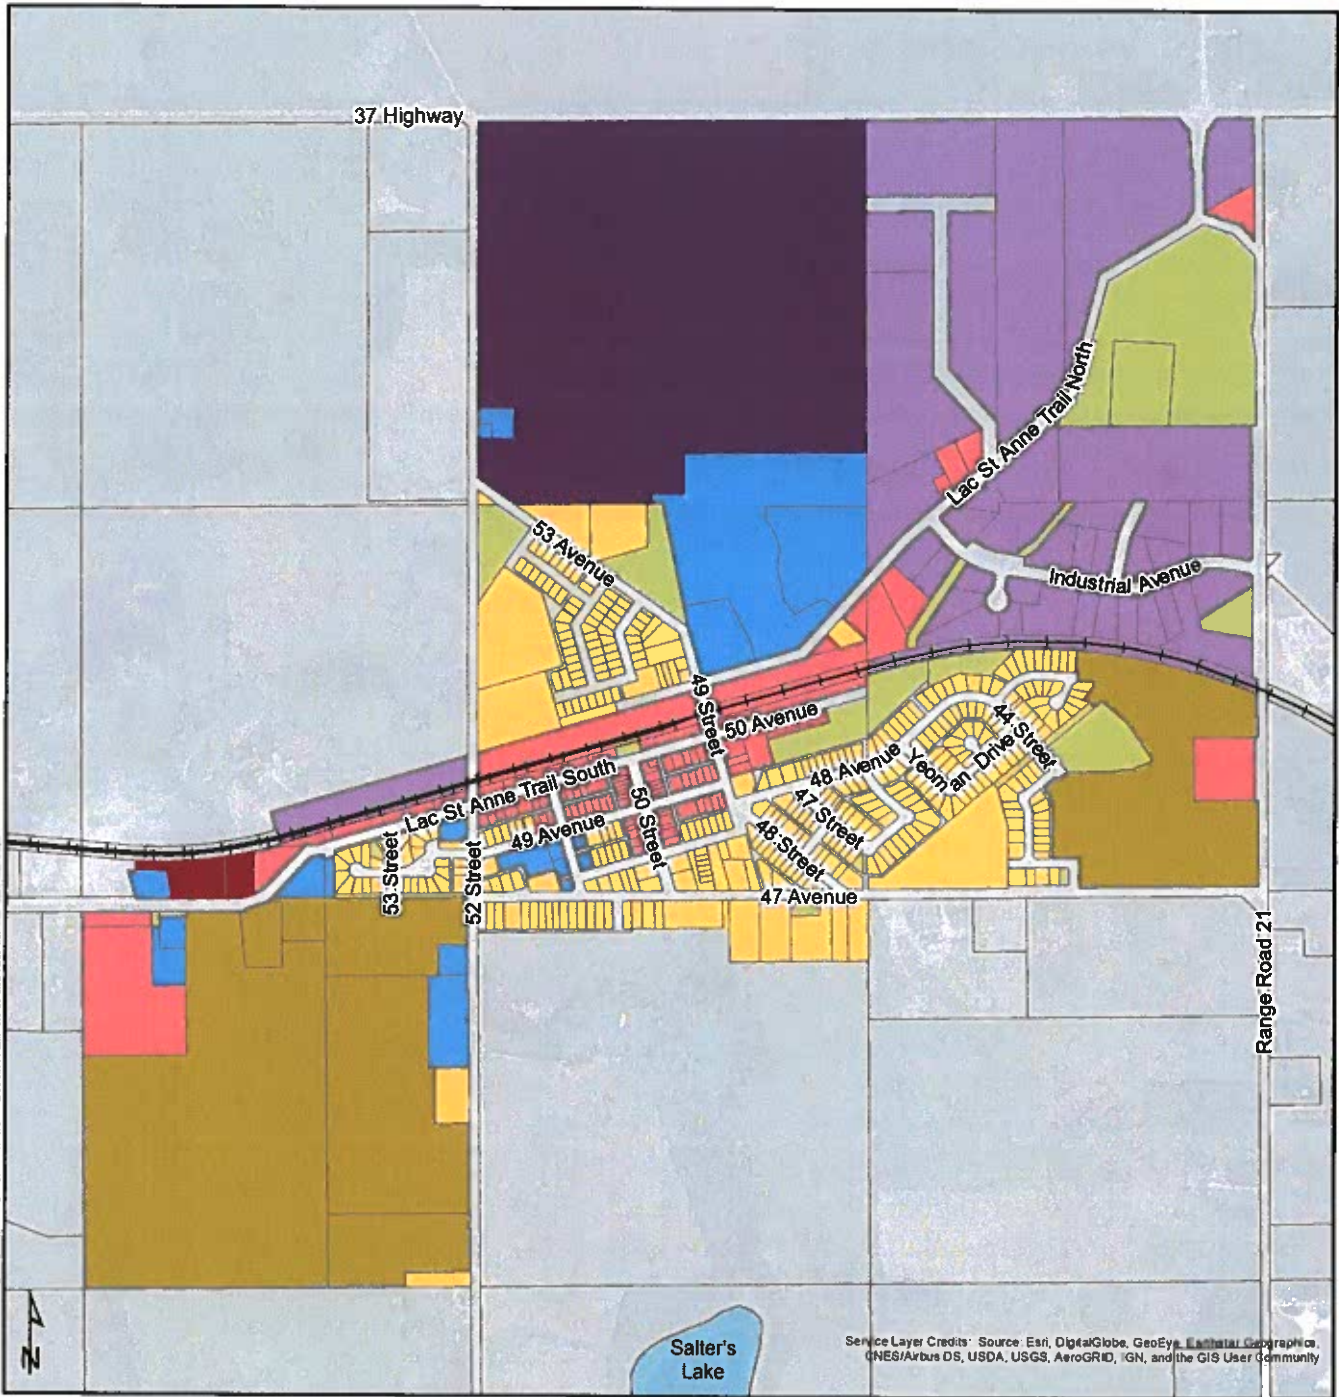 37 Highway
Lac St Anne Trail North
53 Avenue
Industrial Avenue
49 Street
50 Avenue
44 Street
Yeoman Drive
48 Avenue
Lac St Anne Trail South
50 Street
47 Street
49 Avenue
48 Street
53 Street
52 Street
47 Avenue
Range Road 21
Salter's
Lake
Service Layer Credits: Source: Esri, DigitalGlobe, GeoEye, Earthstar Geographics,
CNES/Airbus DS, USDA, USGS, AeroGRID, IGN, and the GIS User Community
N